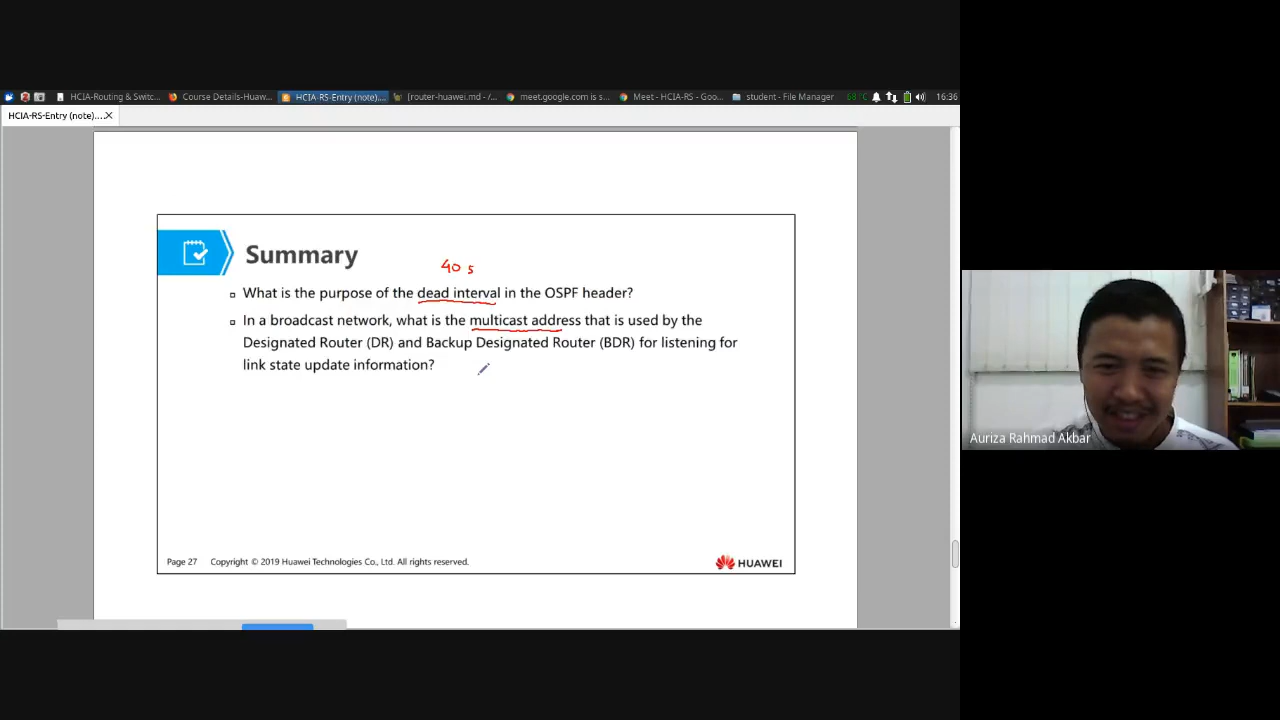 HCIA-Routing & Switc...
Course Details-Huaw...
HCIA-RS-Entry (note)....
(router-huawei.md - /...
meet.google.com is s...
Meet - HCIA-RS - Goo...
student - File Manager
68°C
16:36
HCIA-RS-Entry (note)....
Summary
40 s
What is the purpose of the dead interval in the OSPF header?
In a broadcast network, what is the multicast address that is used by the
Designated Router (DR) and Backup Designated Router (BDR) for listening for
link state update information?
Auriza Rahmad Akbar
Page 27 Copyright © 2019 Huawei Technologies Co., Ltd. All rights reserved.
HUAWEI